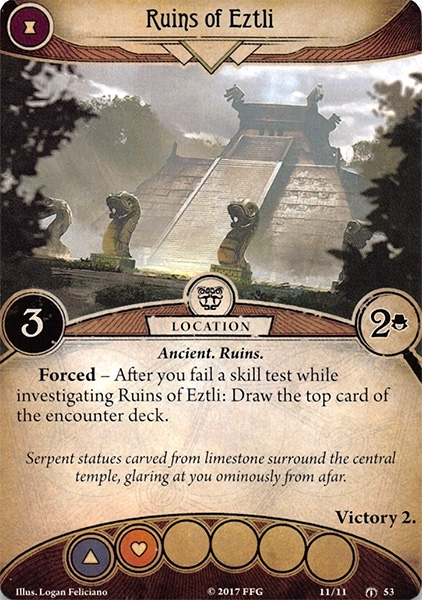 Ruins of Eztli
3
LOCATION
2
Ancient. Ruins.
Forced – After you fail a skill test while
investigating Ruins of Eztli: Draw the top card of
the encounter deck.
Serpent statues carved from limestone surround the central
temple, glaring at you ominously from afar.
Victory 2.
Illus. Logan Feliciano
© 2017 FFG
11/11
53